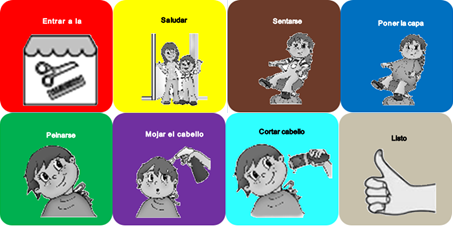 Entrar a la
Saludar
Sentarse
Poner la capa
Peinarse
Mojar el cabello
Cortar cabello
Listo